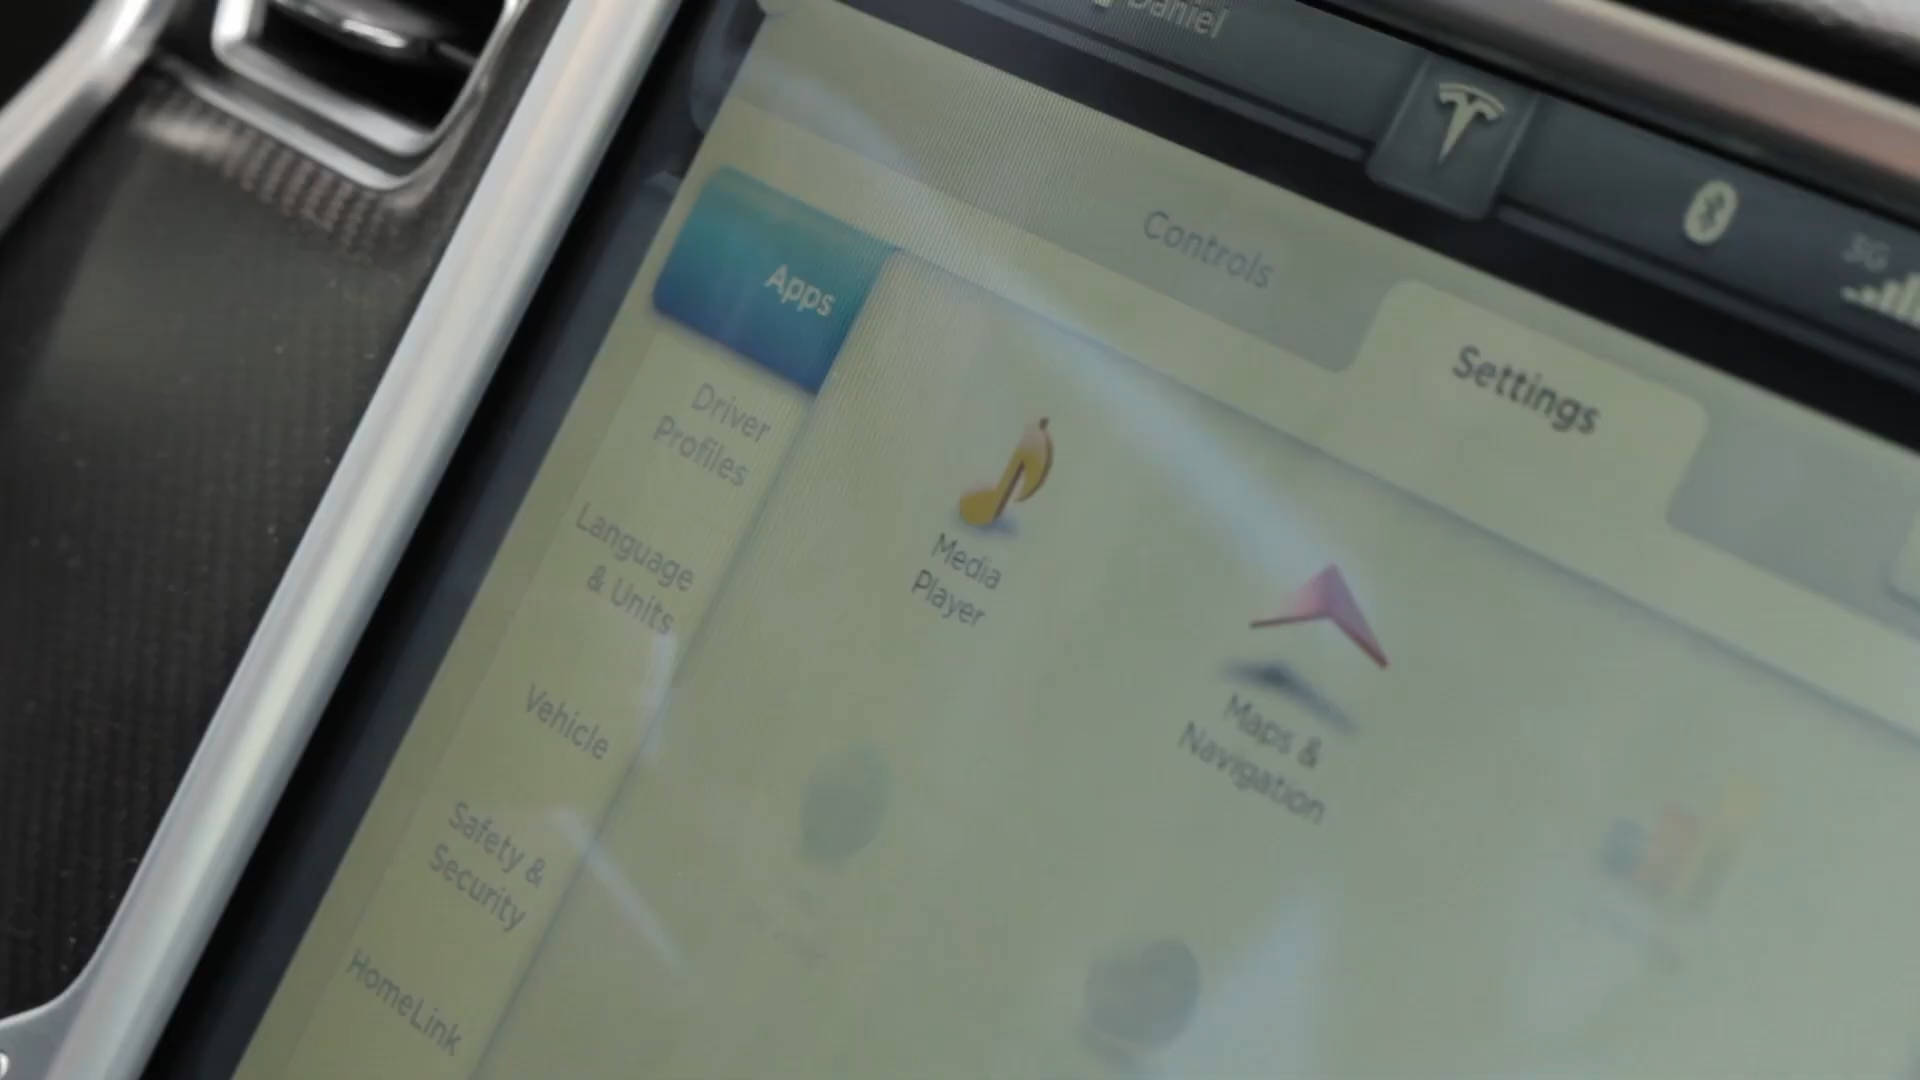 Daniel
3G
Controls
Settings
Apps
Driver
Profiles
Language
& Units
Vehicle
Safety &
Security
HomeLink
Media
Player
Maps &
Navigation